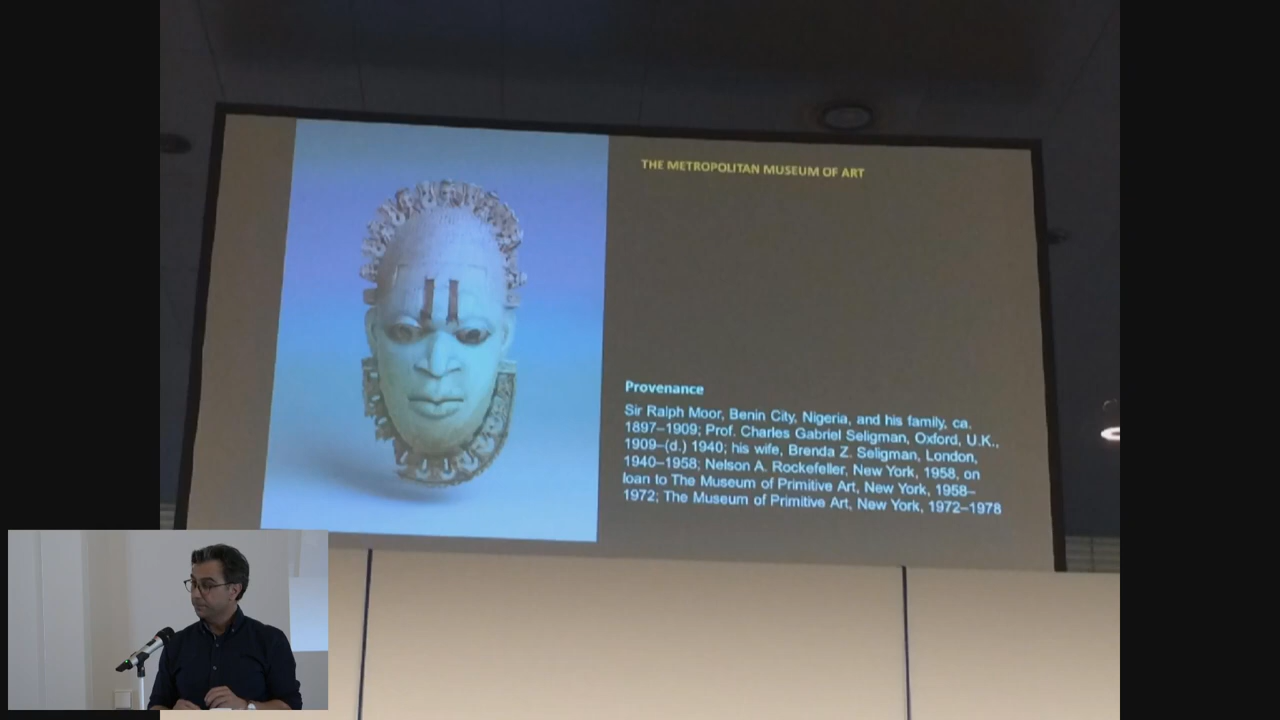 THE METROPOLITAN MUSEUM OF ART
Provenance
Sir Ralph Moor, Benin City, Nigeria, and his family, ca.
1897–1909; Prof. Charles Gabriel Seligman, Oxford, U.K.,
1909–(d.) 1940; his wife, Brenda Z. Seligman, London,
1940–1958; Nelson A. Rockefeller, New York, 1958, on
loan to The Museum of Primitive Art, New York, 1958–
1972; The Museum of Primitive Art, New York, 1972–1978